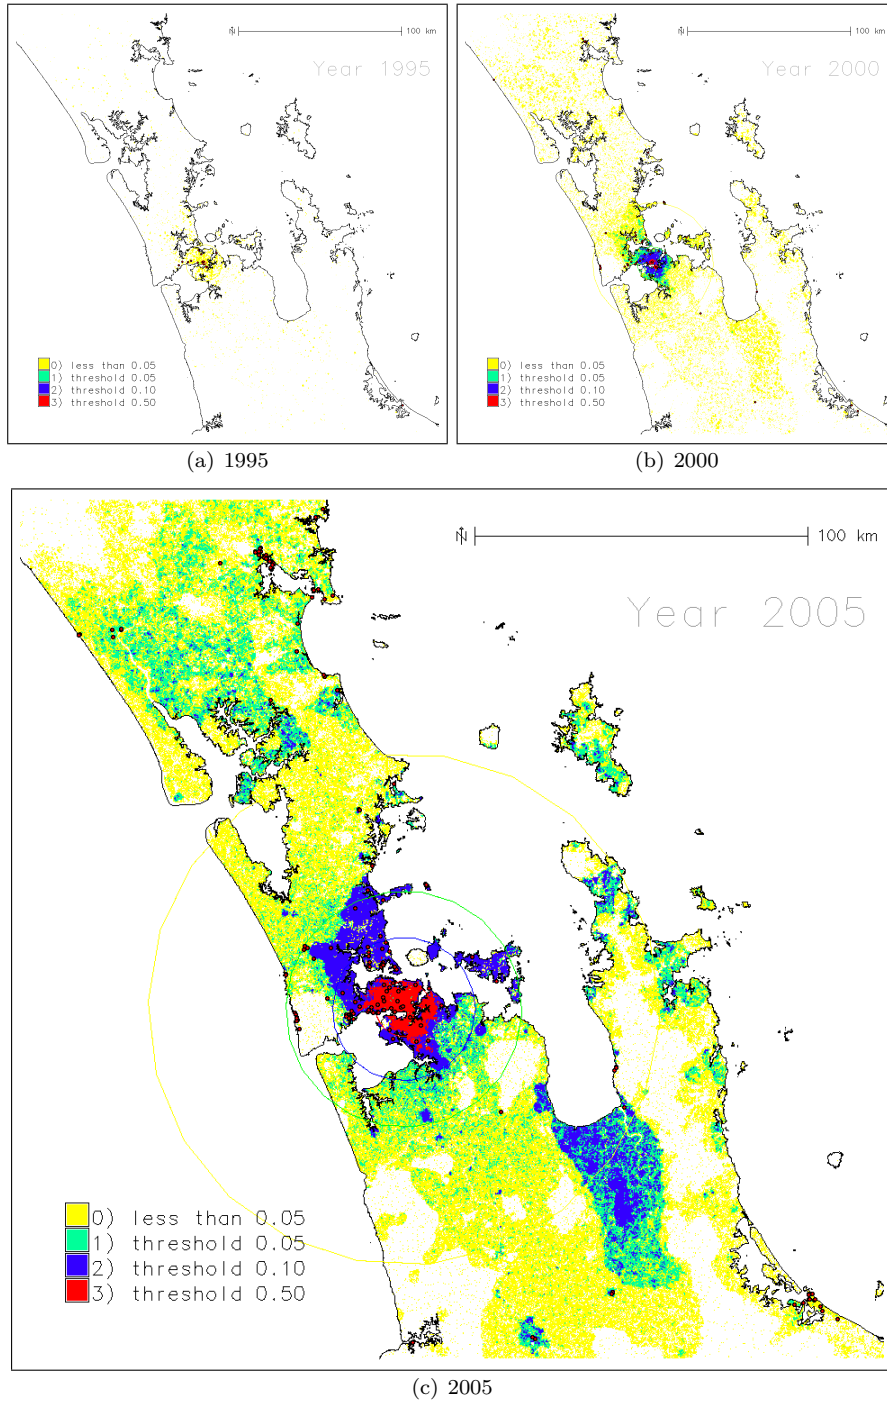 N 100 km
Year 1995
0) less than 0.05
1) threshold 0.05
2) threshold 0.10
3) threshold 0.50
(a) 1995
N 100 km
Year 2000
0) less than 0.05
1) threshold 0.05
2) threshold 0.10
3) threshold 0.50
(b) 2000
N 100 km
Year 2005
0) less than 0.05
1) threshold 0.05
2) threshold 0.10
3) threshold 0.50
(c) 2005